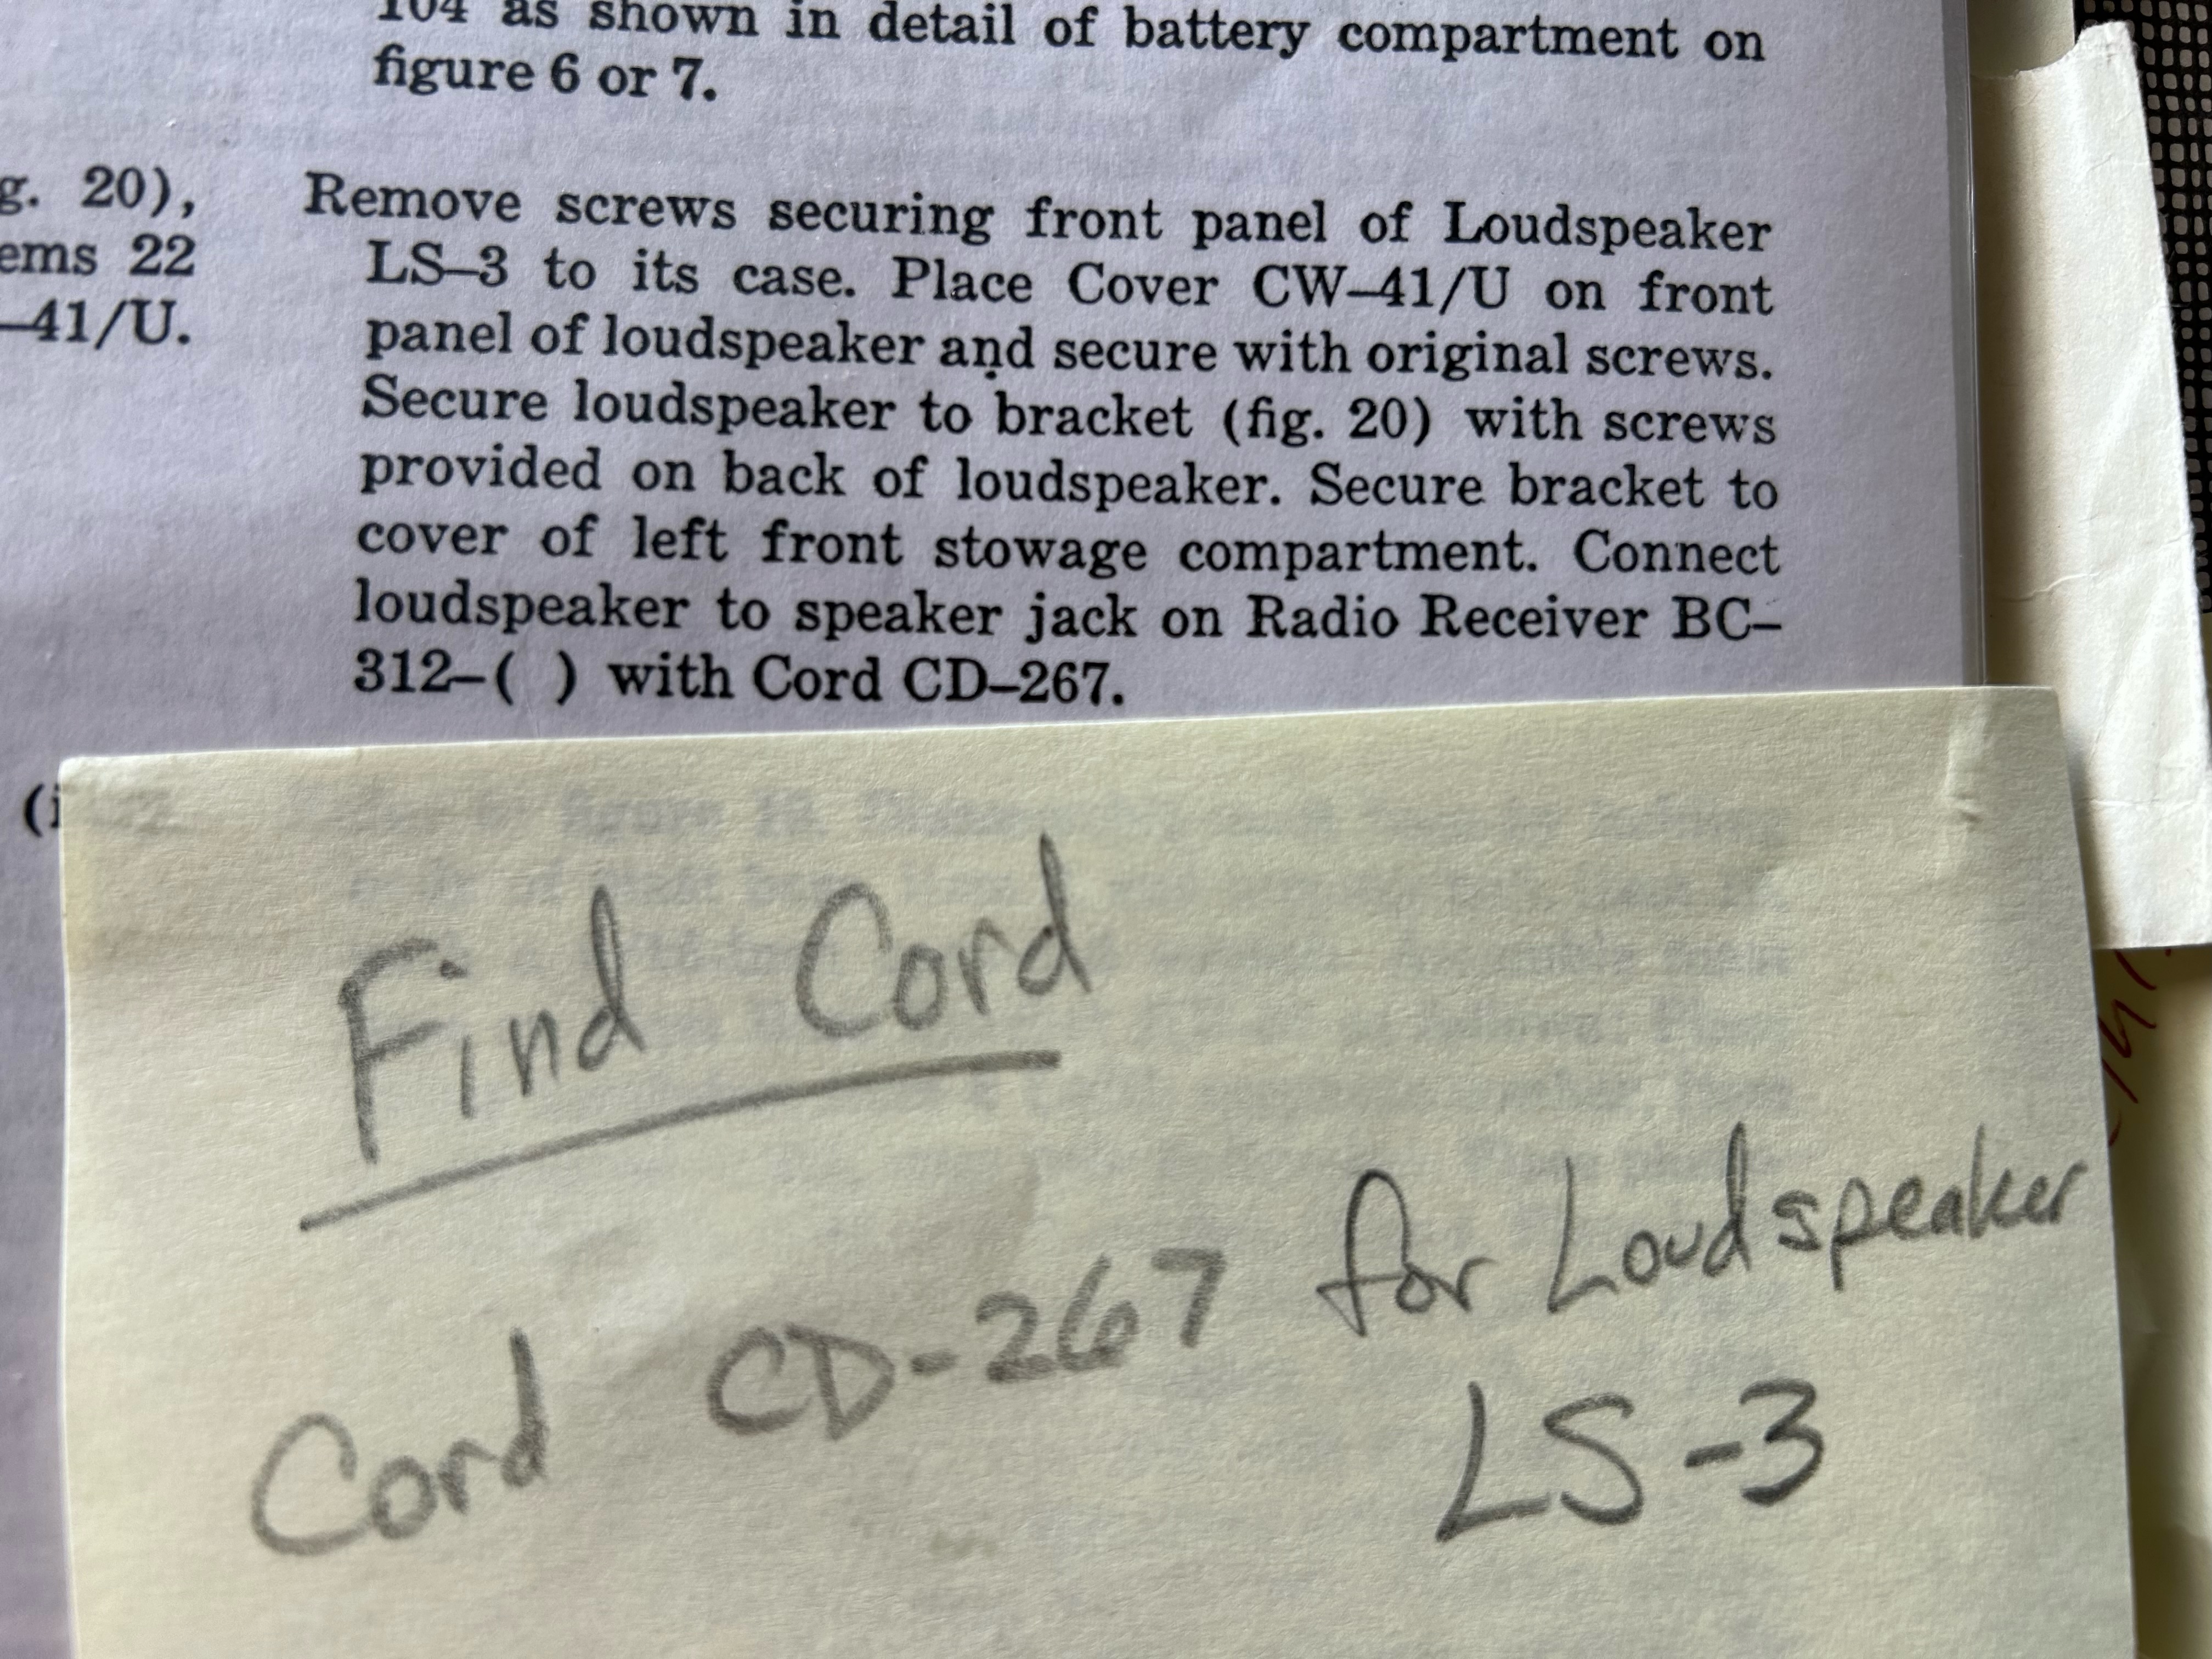 104 as shown in detail of battery compartment on
figure 6 or 7.
g. 20),
ems 22
–41/U.
Remove screws securing front panel of Loudspeaker
LS–3 to its case. Place Cover CW–41/U on front
panel of loudspeaker and secure with original screws.
Secure loudspeaker to bracket (fig. 20) with screws
provided on back of loudspeaker. Secure bracket to
cover of left front stowage compartment. Connect
loudspeaker to speaker jack on Radio Receiver BC–
312–( ) with Cord CD–267.
(i
Find Cord
Cord CD-267 for Loudspeaker
LS-3